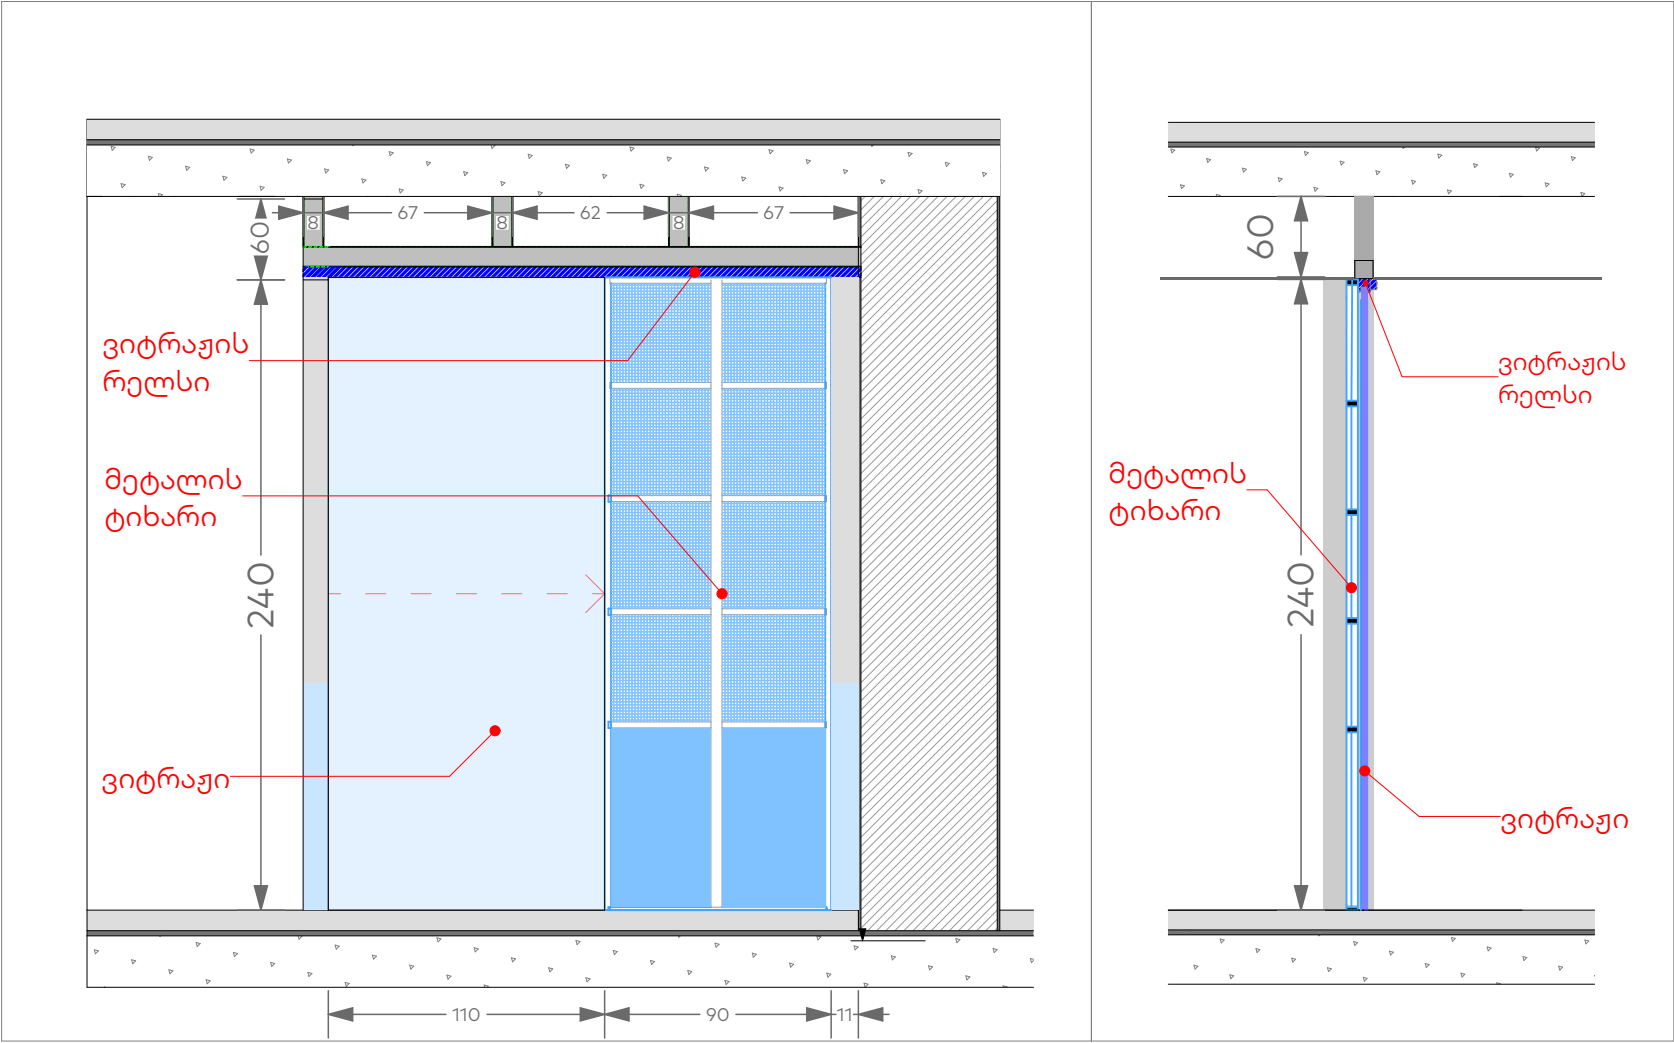 8 67 8 62 8 67
60
ვიტრაჟის
რელსი
მეტალის
ტიხარი
240
ვიტრაჟი
110 90 11
60
ვიტრაჟის
რელსი
მეტალის
ტიხარი
240
ვიტრაჟი